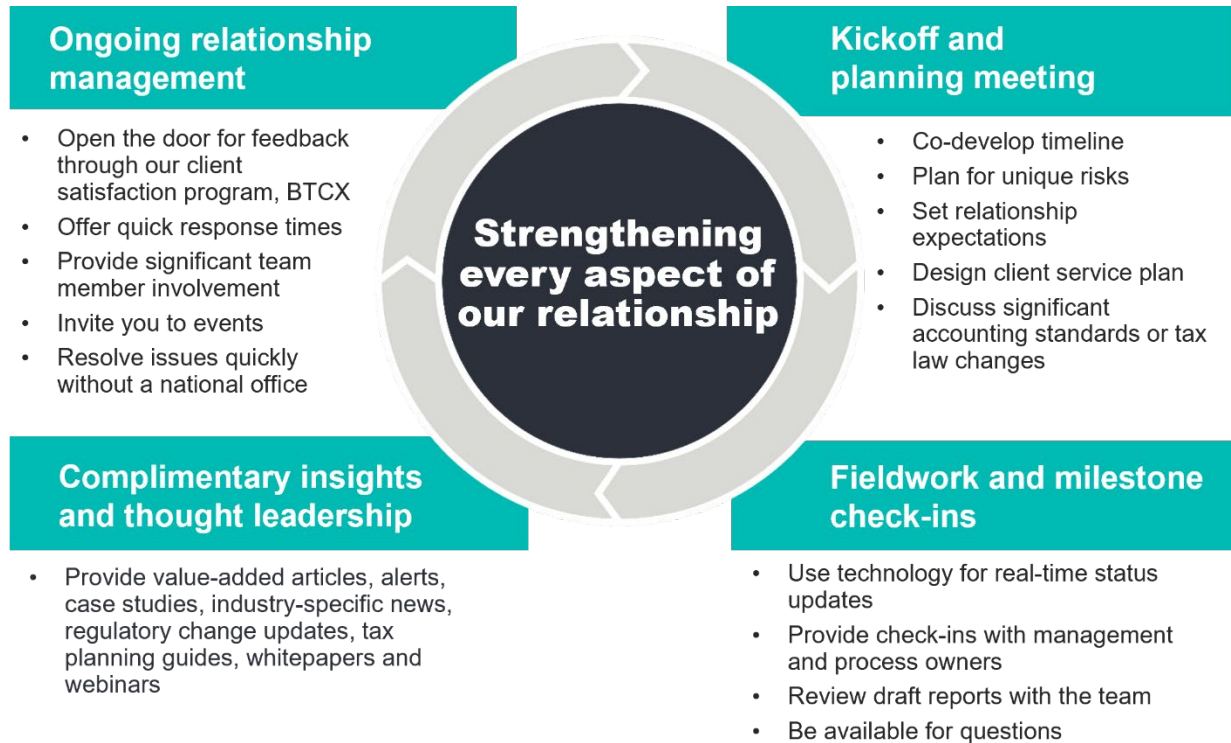 Ongoing relationship
management
• Open the door for feedback
through our client
satisfaction program, BTCX
• Offer quick response times
• Provide significant team
member involvement
• Invite you to events
• Resolve issues quickly
without a national office
Kickoff and
planning meeting
• Co-develop timeline
• Plan for unique risks
• Set relationship
expectations
• Design client service plan
• Discuss significant
accounting standards or tax
law changes
Strengthening
every aspect of
our relationship
Complimentary insights
and thought leadership
• Provide value-added articles, alerts,
case studies, industry-specific news,
regulatory change updates, tax
planning guides, whitepapers and
webinars
Fieldwork and milestone
check-ins
• Use technology for real-time status
updates
• Provide check-ins with management
and process owners
• Review draft reports with the team
• Be available for questions